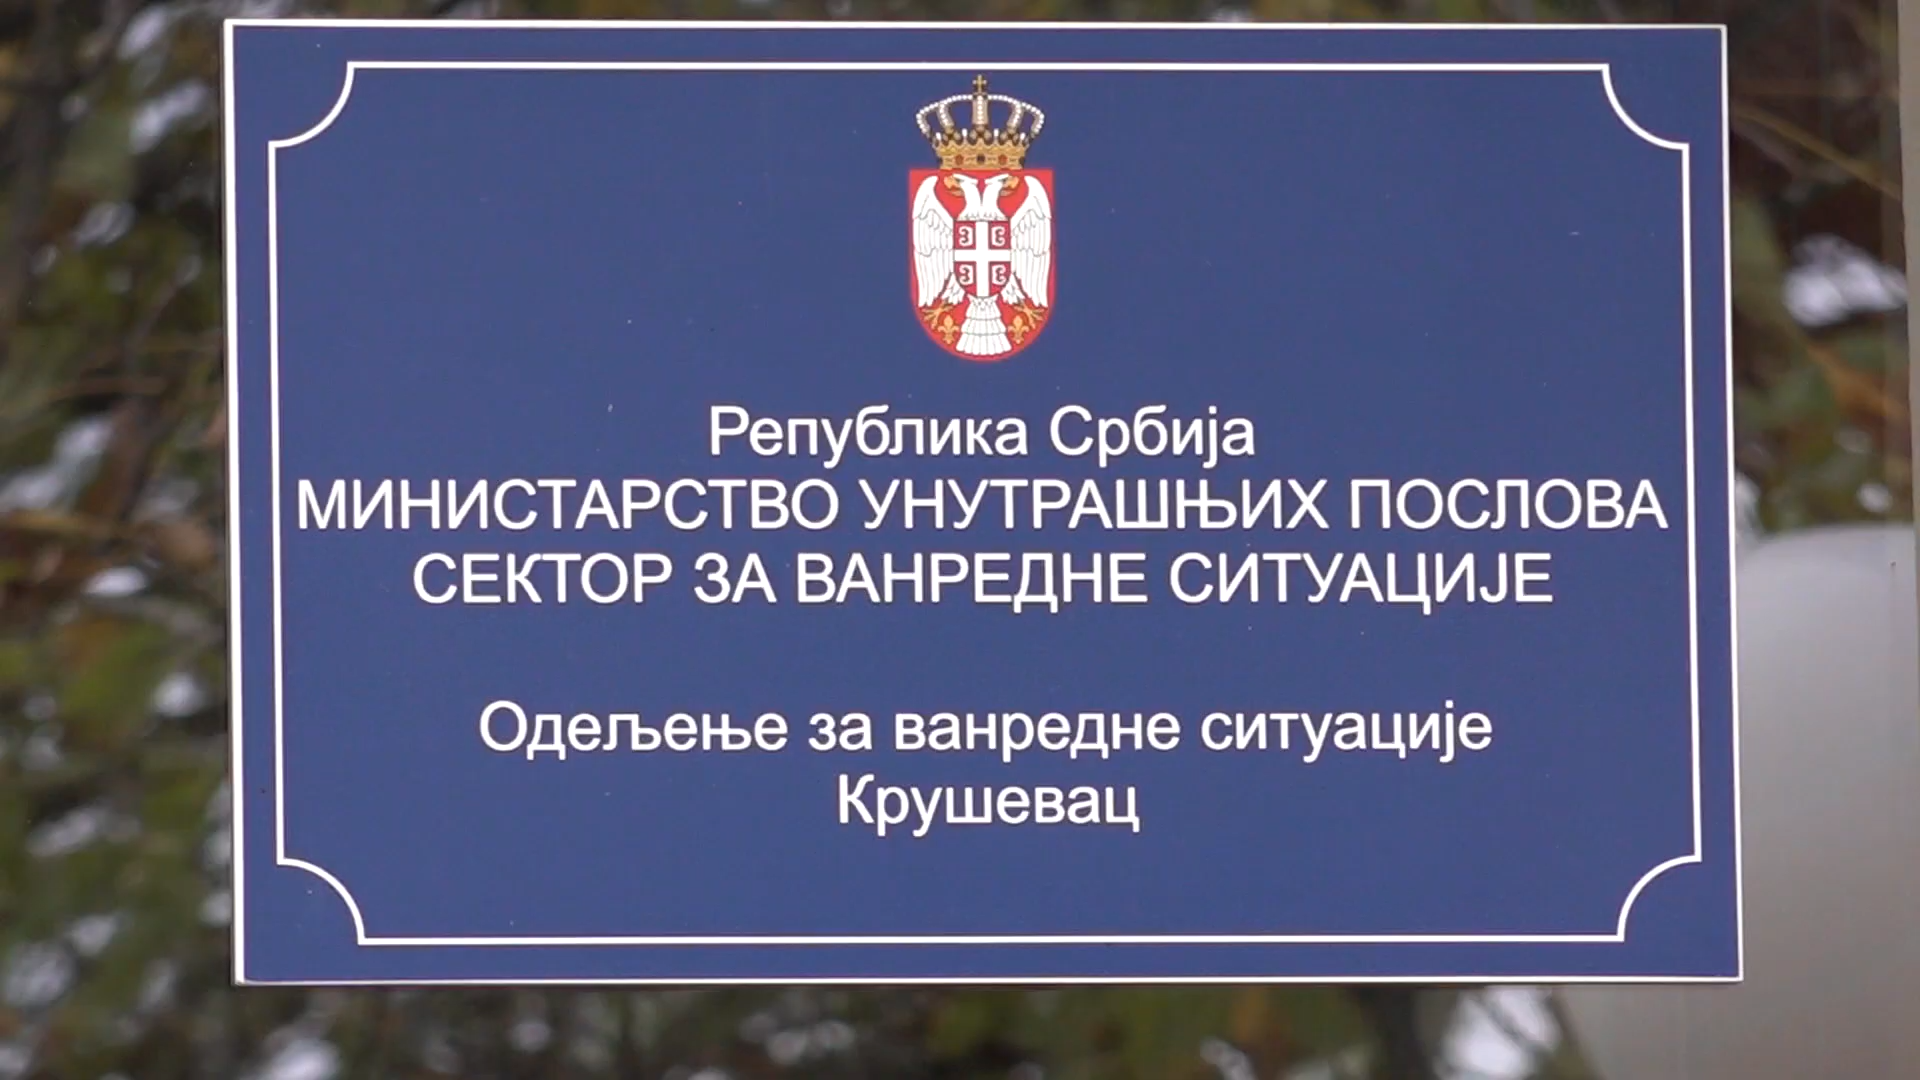 Република Србија
МИНИСТАРСТВО УНУТРАШЊИХ ПОСЛОВА
СЕКТОР ЗА ВАНРЕДНЕ СИТУАЦИЈЕ
Одељење за ванредне ситуације
Крушевац